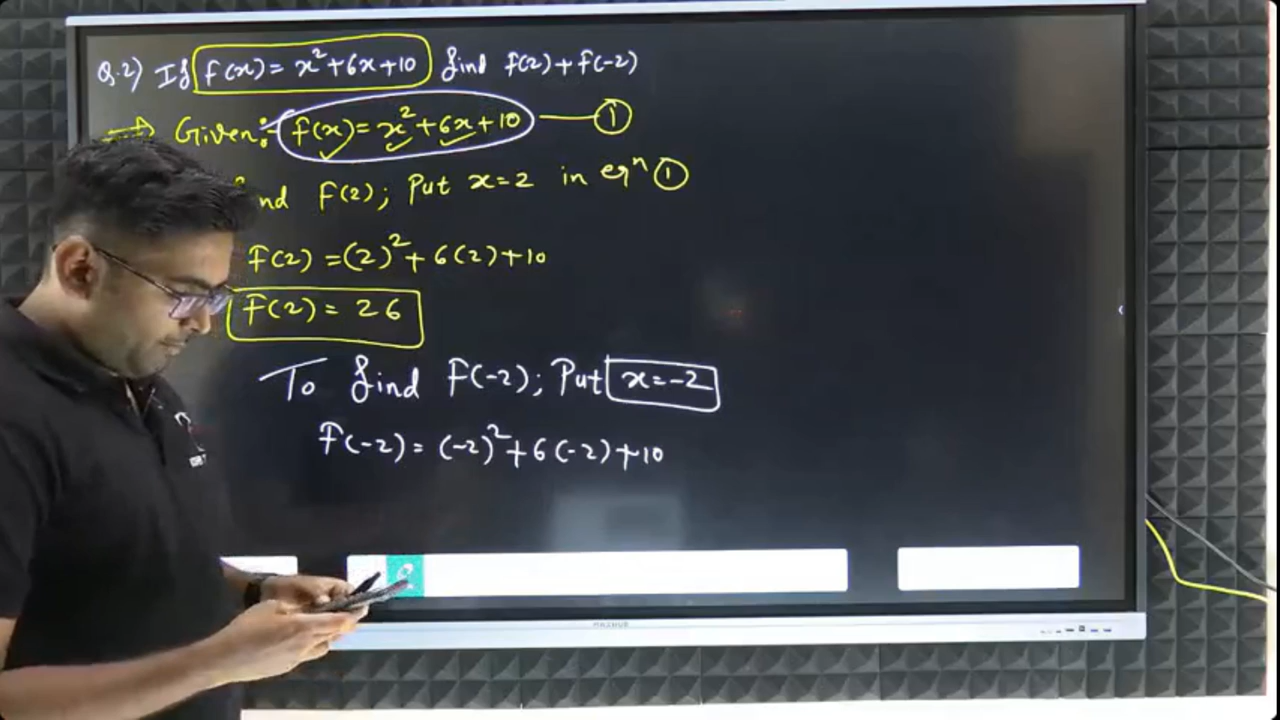 Q.2) If f(x) = x²+6x+10 find f(2)+f(-2)
⇒ Given:- f(x) = x²+6x+10 —— ①
nd f(2); Put x=2 in eqⁿ ①
f(2) = (2)²+6(2)+10
f(2) = 26
To find f(-2); Put x=-2
f(-2) = (-2)²+6(-2)+10